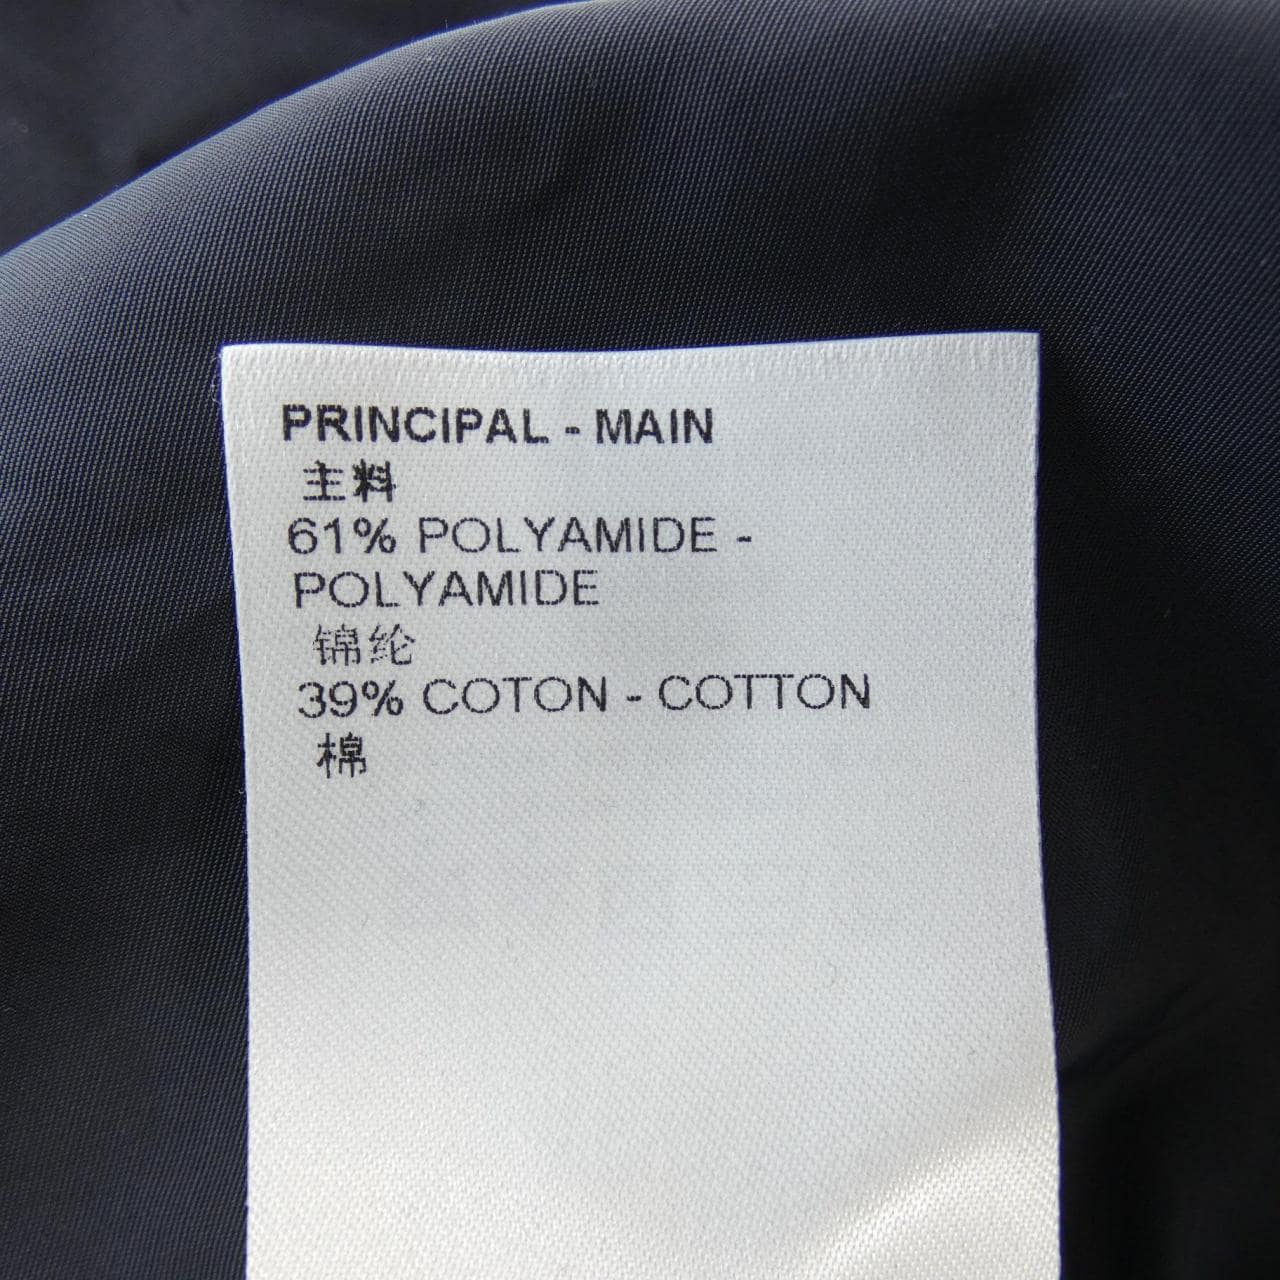 PRINCIPAL - MAIN
主料
61% POLYAMIDE -
POLYAMIDE
锦纶
39% COTON - COTTON
棉